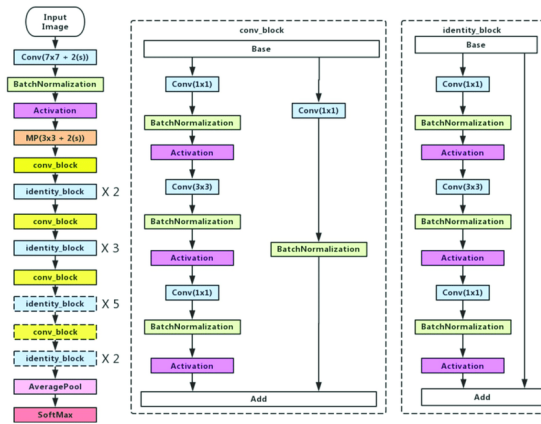 Input
Image
Conv(7x7 + 2(s))
BatchNormalization
Activation
MP(3x3 + 2(s))
conv_block
identity_block X 2
conv_block
identity_block X 3
conv_block
identity_block X 5
conv_block
identity_block X 2
AveragePool
SoftMax
conv_block
Base
Conv(1x1)
BatchNormalization
Activation
Conv(3x3)
BatchNormalization
Activation
Conv(1x1)
BatchNormalization
Activation
Conv(1x1)
BatchNormalization
Add
identity_block
Base
Conv(1x1)
BatchNormalization
Activation
Conv(3x3)
BatchNormalization
Activation
Conv(1x1)
BatchNormalization
Activation
Add